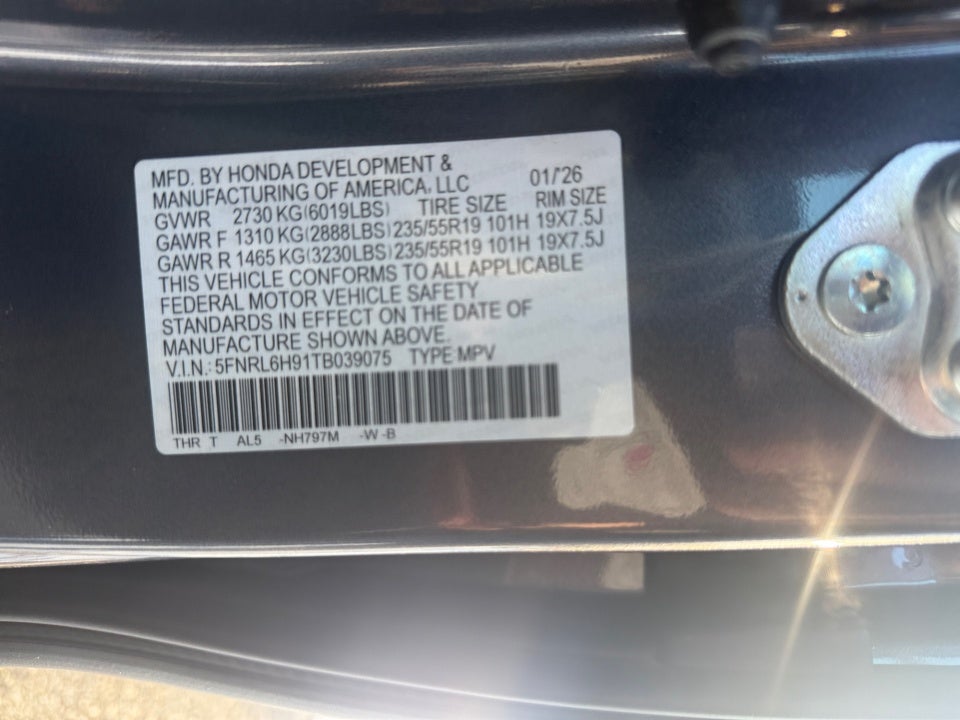 MFD. BY HONDA DEVELOPMENT &
MANUFACTURING OF AMERICA, LLC 01/'26
GVWR 2730 KG(6019LBS) TIRE SIZE RIM SIZE
GAWR F 1310 KG(2888LBS) 235/55R19 101H 19X7.5J
GAWR R 1465 KG(3230LBS) 235/55R19 101H 19X7.5J
THIS VEHICLE CONFORMS TO ALL APPLICABLE
FEDERAL MOTOR VEHICLE SAFETY
STANDARDS IN EFFECT ON THE DATE OF
MANUFACTURE SHOWN ABOVE.
V.I.N.: 5FNRL6H91TB039075 TYPE MPV
THR T AL5 -NH797M -W -B